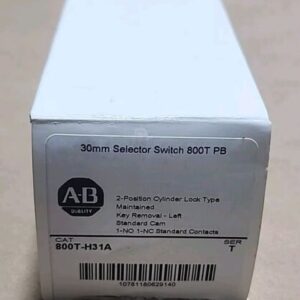 30mm Selector Switch 800T PB
A-B
QUALITY
2-Position Cylinder Lock Type
Maintained
Key Removal - Left
Standard Cam
1-NO 1-NC Standard Contacts
CAT
800T-H31A
SER
T
10781180629140